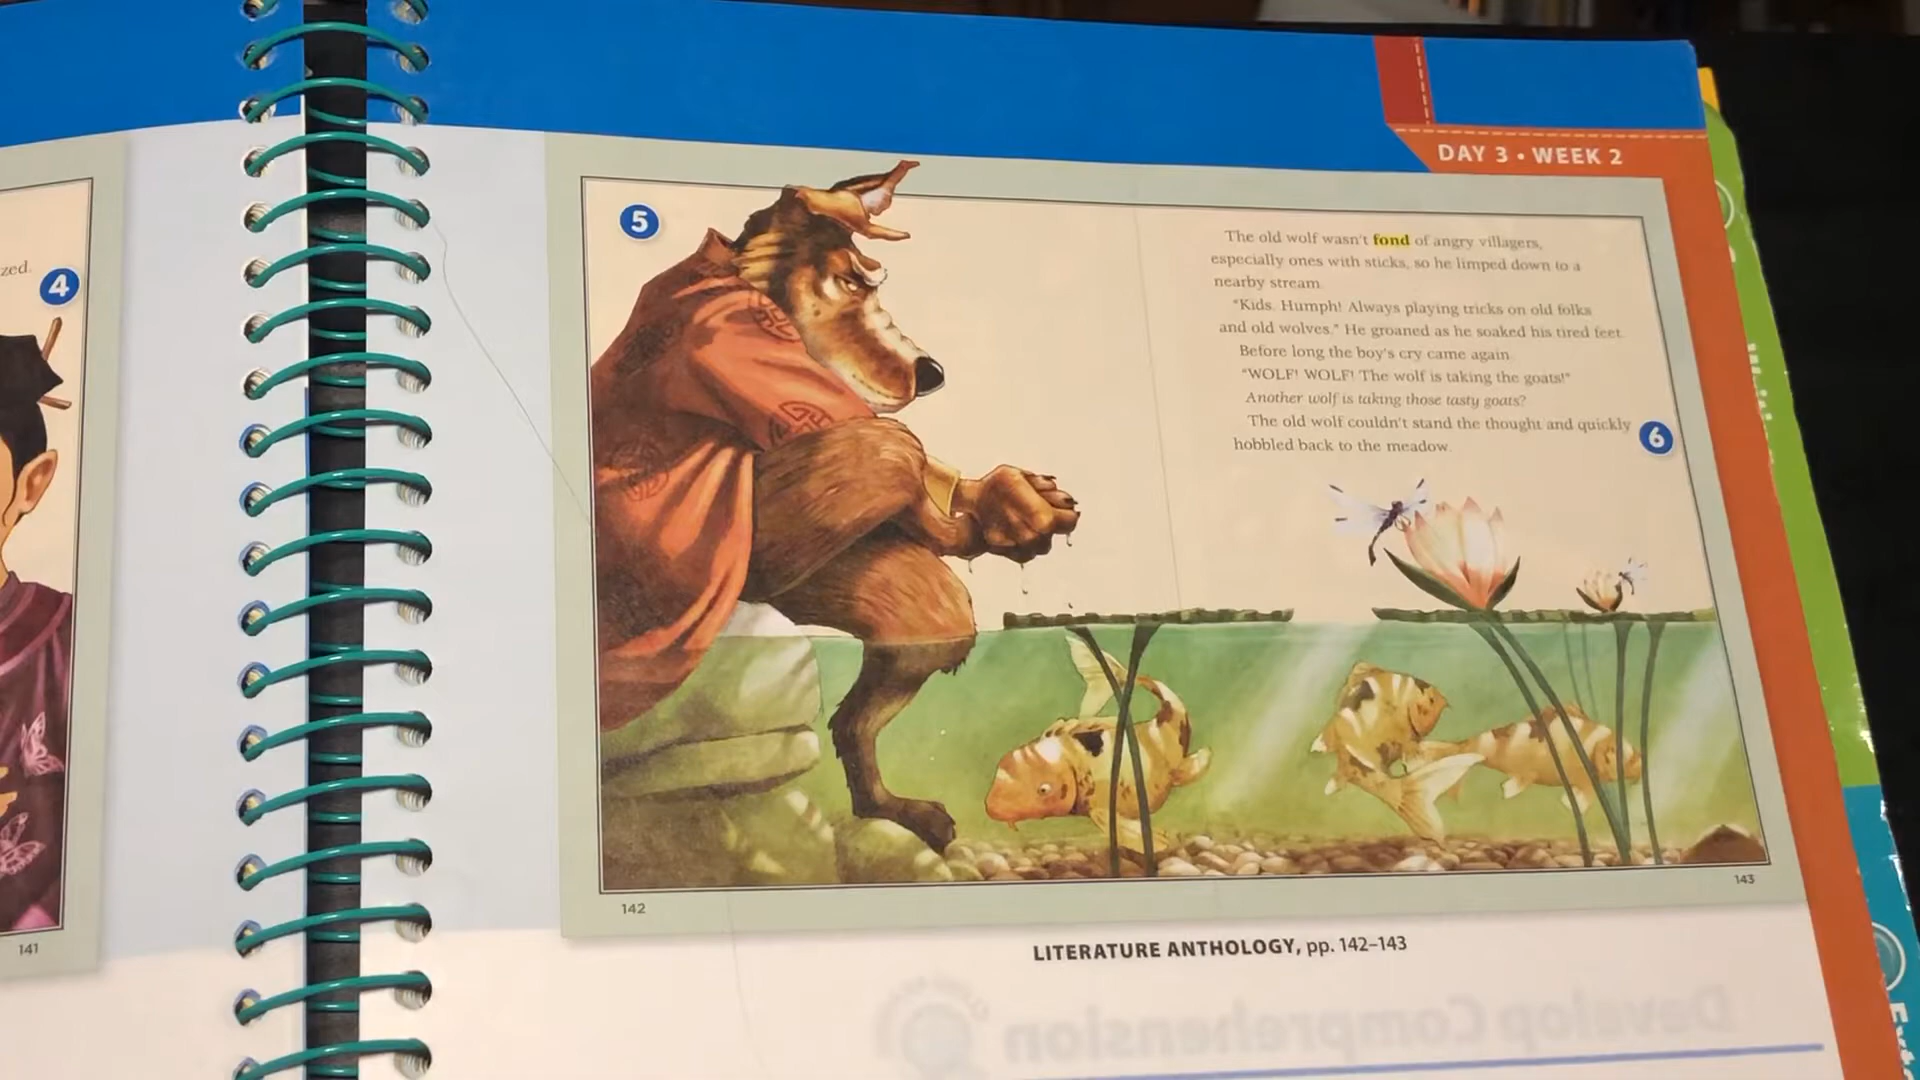 zed.
4
141
DAY 3 • WEEK 2
5
The old wolf wasn't fond of angry villagers,
especially ones with sticks, so he limped down to a
nearby stream.
"Kids. Humph! Always playing tricks on old folks
and old wolves." He groaned as he soaked his tired feet.
Before long the boy's cry came again.
"WOLF! WOLF! The wolf is taking the goats!"
Another wolf is taking those tasty goats?
The old wolf couldn't stand the thought and quickly
hobbled back to the meadow.
6
142
143
LITERATURE ANTHOLOGY, pp. 142–143
Develop Comprehension